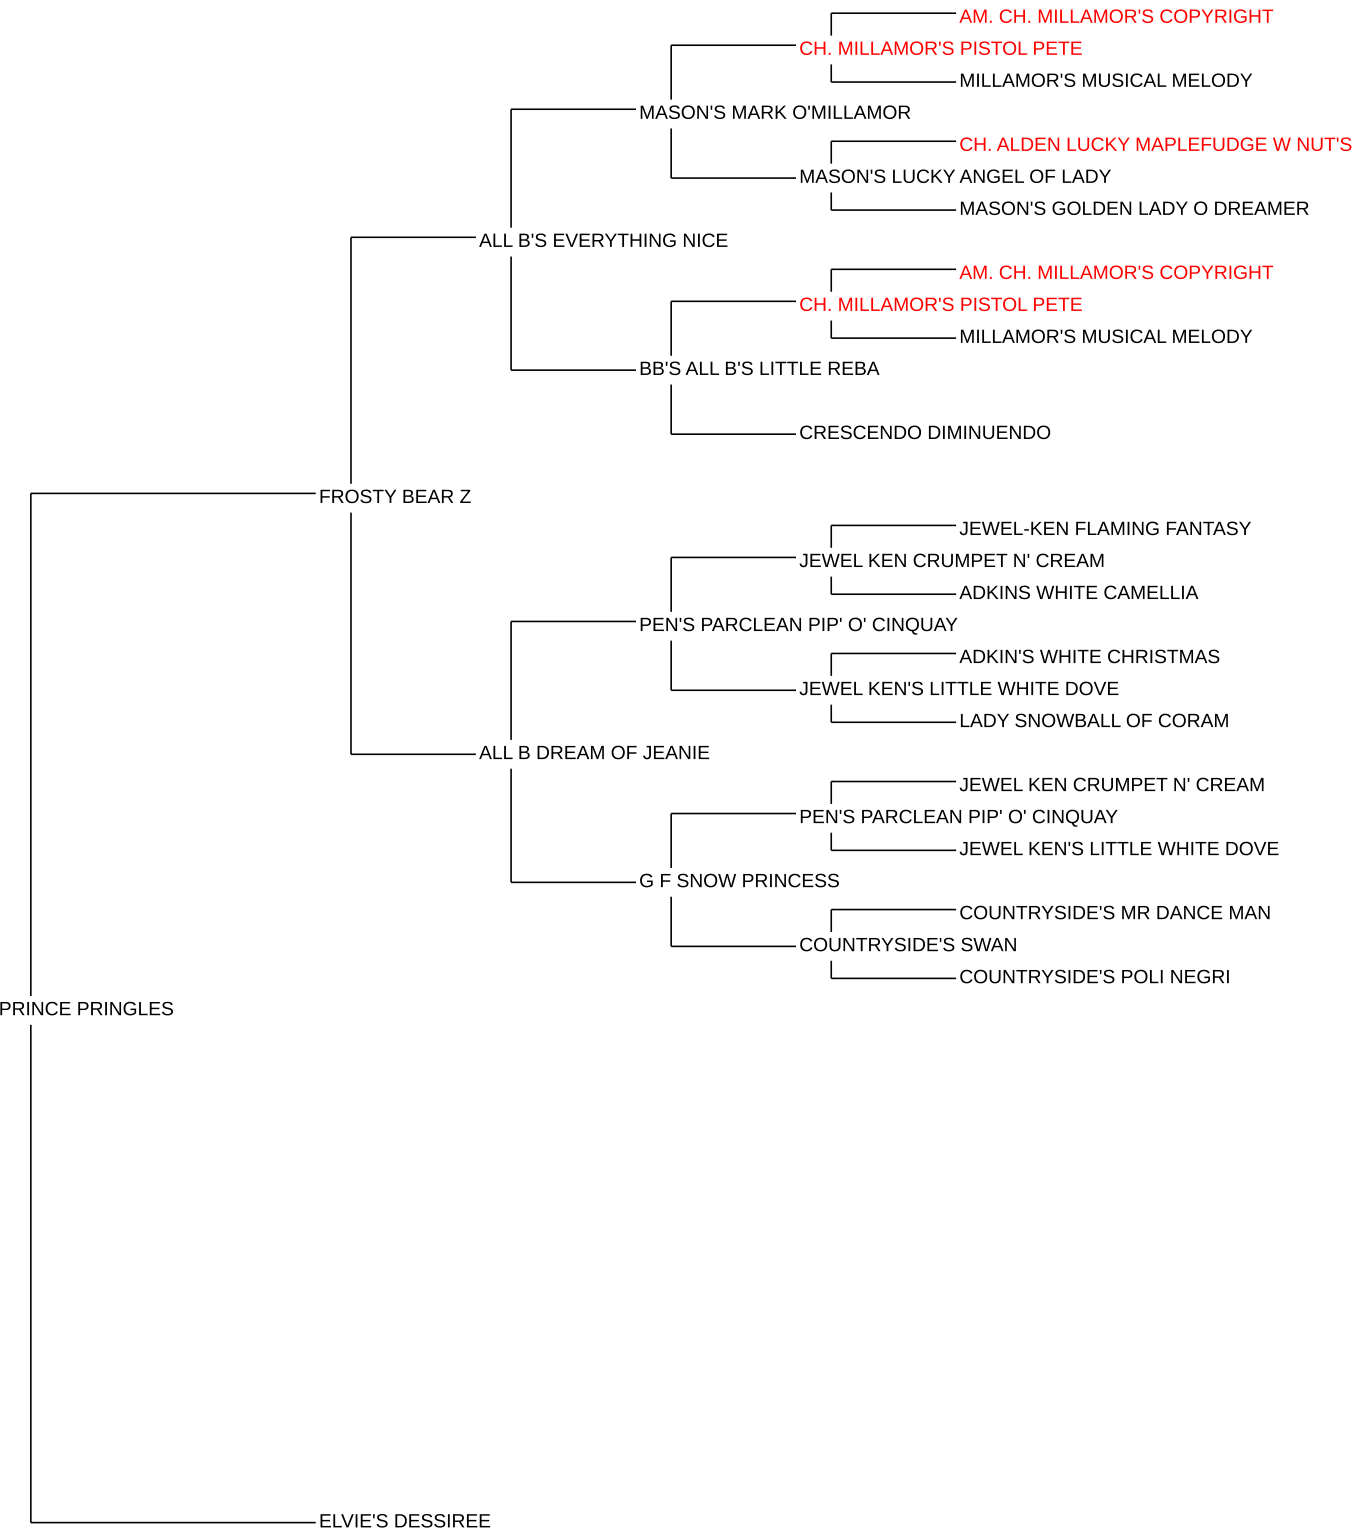 AM. CH. MILLAMOR'S COPYRIGHT
CH. MILLAMOR'S PISTOL PETE
MILLAMOR'S MUSICAL MELODY
MASON'S MARK O'MILLAMOR
CH. ALDEN LUCKY MAPLEFUDGE W NUT'S
MASON'S LUCKY ANGEL OF LADY
MASON'S GOLDEN LADY O DREAMER
ALL B'S EVERYTHING NICE
AM. CH. MILLAMOR'S COPYRIGHT
CH. MILLAMOR'S PISTOL PETE
MILLAMOR'S MUSICAL MELODY
BB'S ALL B'S LITTLE REBA
CRESCENDO DIMINUENDO
FROSTY BEAR Z
JEWEL-KEN FLAMING FANTASY
JEWEL KEN CRUMPET N' CREAM
ADKINS WHITE CAMELLIA
PEN'S PARCLEAN PIP' O' CINQUAY
ADKIN'S WHITE CHRISTMAS
JEWEL KEN'S LITTLE WHITE DOVE
LADY SNOWBALL OF CORAM
ALL B DREAM OF JEANIE
JEWEL KEN CRUMPET N' CREAM
PEN'S PARCLEAN PIP' O' CINQUAY
JEWEL KEN'S LITTLE WHITE DOVE
G F SNOW PRINCESS
COUNTRYSIDE'S MR DANCE MAN
COUNTRYSIDE'S SWAN
COUNTRYSIDE'S POLI NEGRI
PRINCE PRINGLES
ELVIE'S DESSIREE